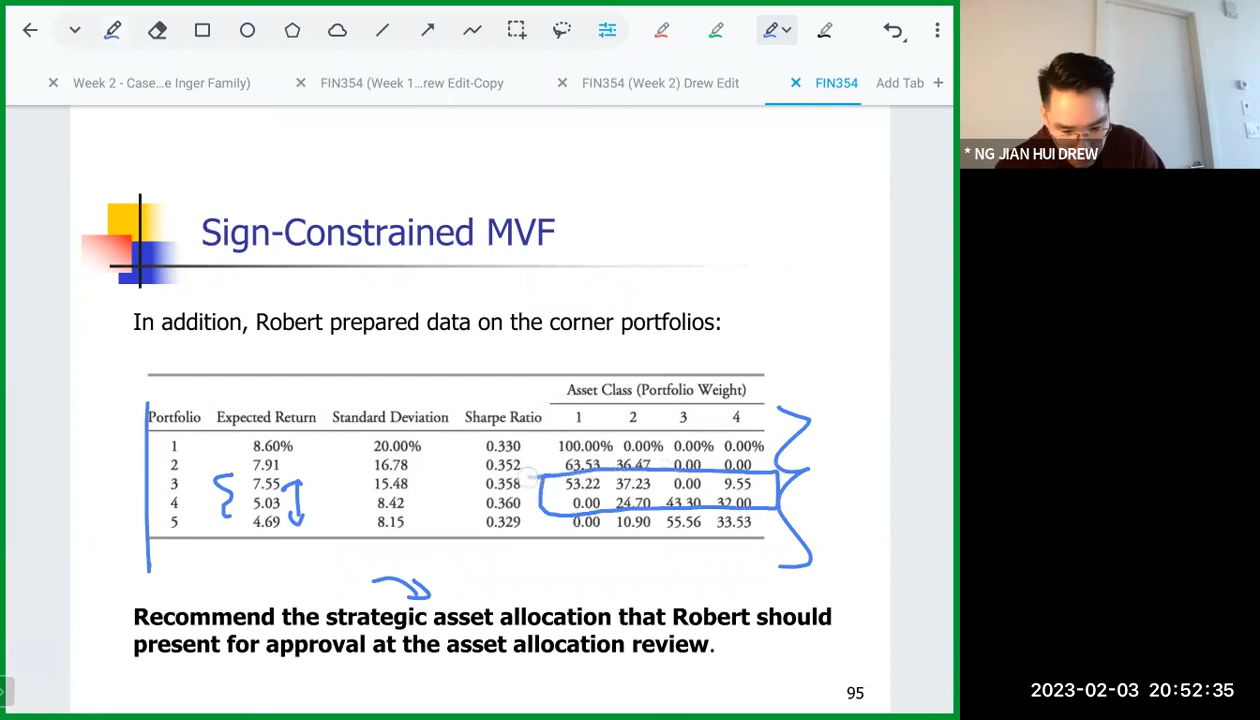 Week 2 - Case...e Inger Family)
FIN354 (Week 1...rew Edit-Copy
FIN354 (Week 2) Drew Edit
FIN354
Add Tab
* NG JIAN HUI DREW
Sign-Constrained MVF
In addition, Robert prepared data on the corner portfolios:
Asset Class (Portfolio Weight)
Portfolio Expected Return Standard Deviation Sharpe Ratio 1 2 3 4
1 8.60% 20.00% 0.330 100.00% 0.00% 0.00% 0.00%
2 7.91 16.78 0.352 63.53 36.47 0.00 0.00
3 7.55 15.48 0.358 53.22 37.23 0.00 9.55
4 5.03 8.42 0.360 0.00 24.70 43.30 32.00
5 4.69 8.15 0.329 0.00 10.90 55.56 33.53
Recommend the strategic asset allocation that Robert should
present for approval at the asset allocation review.
95
2023-02-03 20:52:35